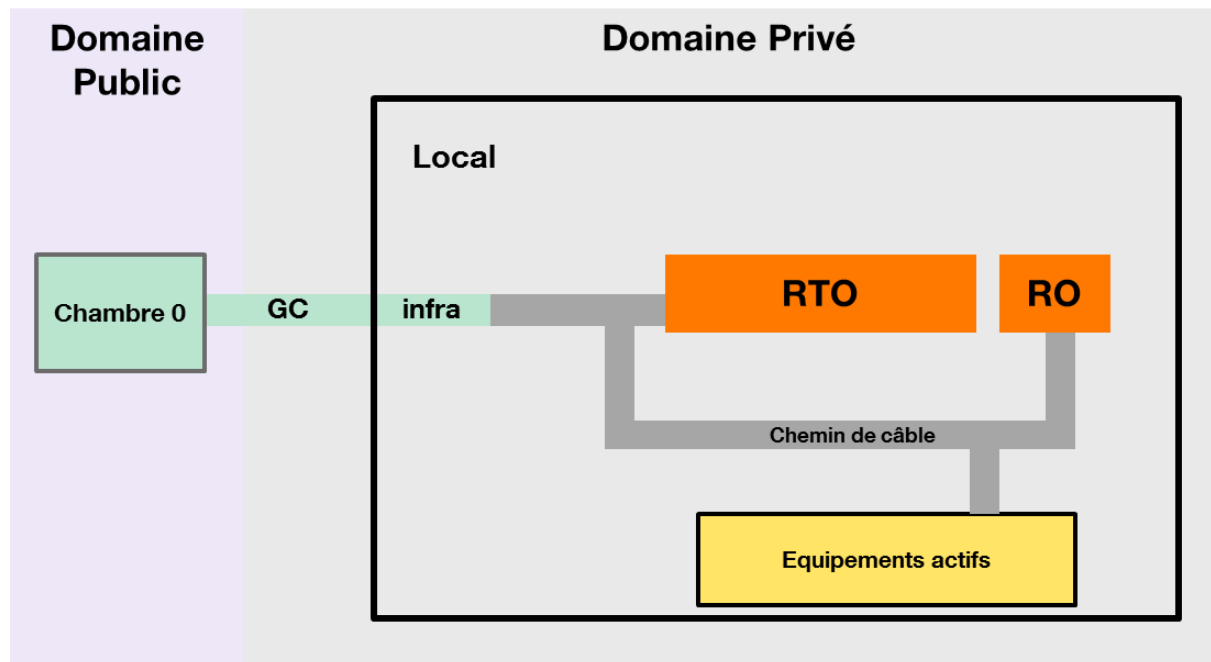 Domaine
Public
Domaine Privé
Local
Chambre 0
GC
infra
RTO
RO
Chemin de câble
Equipements actifs